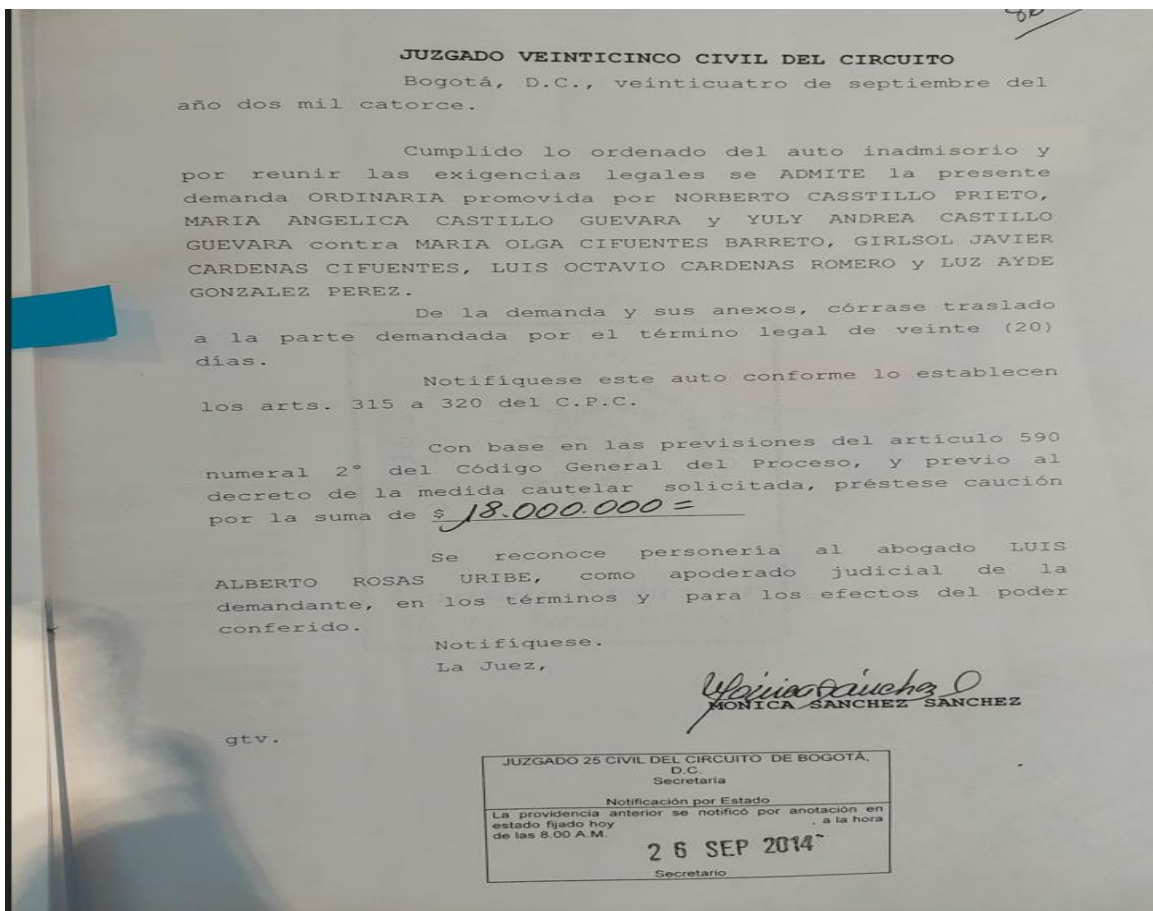 JUZGADO VEINTICINCO CIVIL DEL CIRCUITO
Bogotá, D.C., veinticuatro de septiembre del
año dos mil catorce.
Cumplido lo ordenado del auto inadmisorio y
por reunir las exigencias legales se ADMITE la presente
demanda ORDINARIA promovida por NORBERTO CASSTILLO PRIETO,
MARIA ANGELICA CASTILLO GUEVARA y YULY ANDREA CASTILLO
GUEVARA contra MARIA OLGA CIFUENTES BARRETO, GIRLSOL JAVIER
CARDENAS CIFUENTES, LUIS OCTAVIO CARDENAS ROMERO y LUZ AYDE
GONZALEZ PEREZ.
De la demanda y sus anexos, córrase traslado
a la parte demandada por el término legal de veinte (20)
días.
Notifíquese este auto conforme lo establecen
los arts. 315 a 320 del C.P.C.
Con base en las previsiones del artículo 590
numeral 2° del Código General del Proceso, y previo al
decreto de la medida cautelar solicitada, préstese caución
por la suma de $ 18.000.000=
Se reconoce personería al abogado LUIS
ALBERTO ROSAS URIBE, como apoderado judicial de la
demandante, en los términos y para los efectos del poder
conferido.
Notifíquese.
La Juez,
MONICA SANCHEZ SANCHEZ
gtv.
JUZGADO 25 CIVIL DEL CIRCUITO DE BOGOTÁ,
D.C.
Secretaría
Notificación por Estado
La providencia anterior se notificó por anotación en
estado fijado hoy , a la hora
de las 8.00 A.M.
26 SEP 2014
Secretario